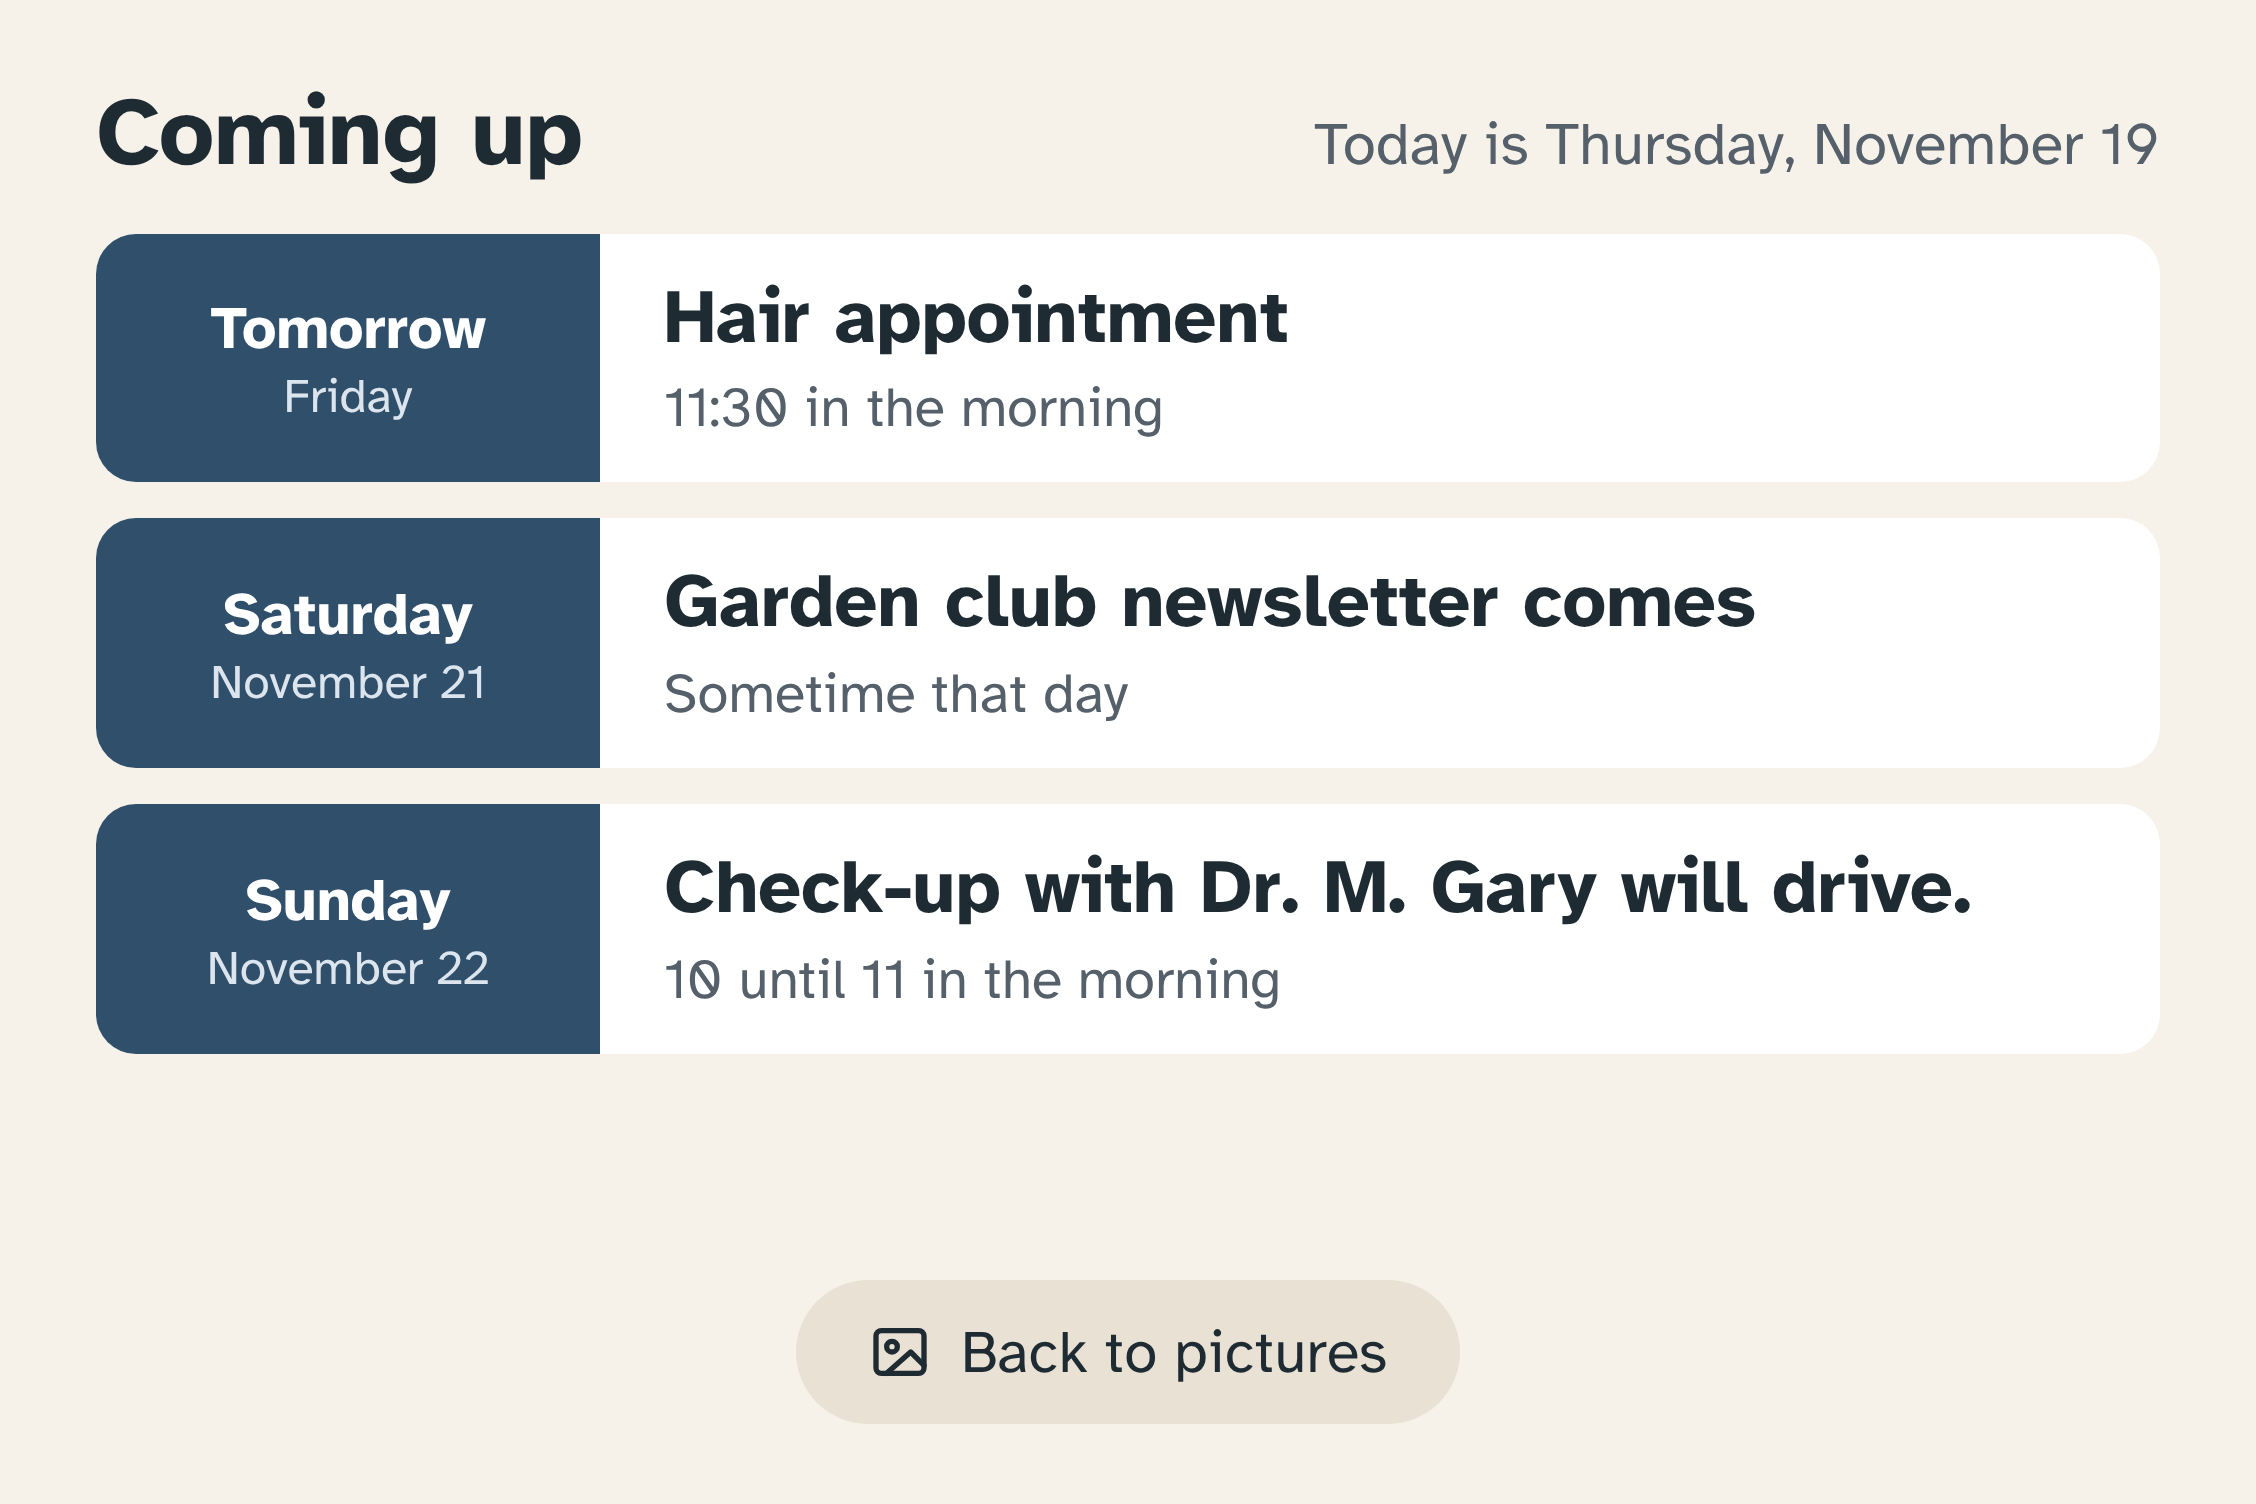 Coming up
Today is Thursday, November 19
Tomorrow
Friday
Hair appointment
11:30 in the morning
Saturday
November 21
Garden club newsletter comes
Sometime that day
Sunday
November 22
Check-up with Dr. M. Gary will drive.
10 until 11 in the morning
Back to pictures